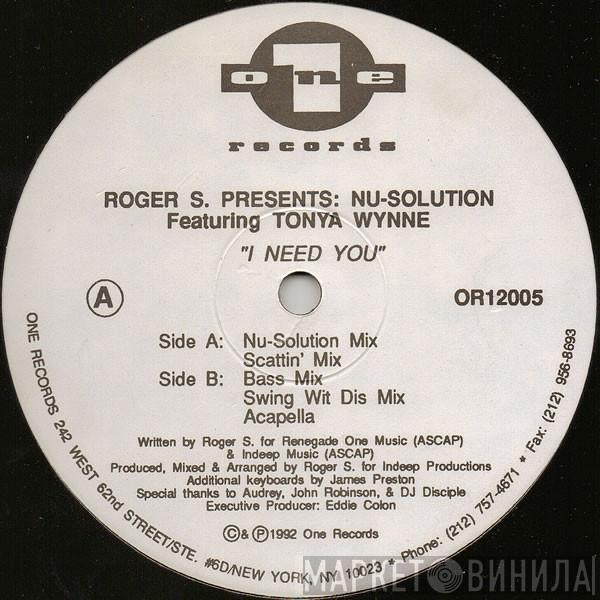 one
records
ROGER S. PRESENTS: NU-SOLUTION
Featuring TONYA WYNNE
"I NEED YOU"
A
OR12005
Side A: Nu-Solution Mix
Scattin' Mix
Side B: Bass Mix
Swing Wit Dis Mix
Acapella
Written by Roger S. for Renegade One Music (ASCAP)
& Indeep Music (ASCAP)
Produced, Mixed & Arranged by Roger S. for Indeep Productions
Additional keyboards by James Preston
Special thanks to Audrey, John Robinson, & DJ Disciple
Executive Producer: Eddie Colon
©& ℗1992 One Records
ONE RECORDS 242 WEST 62nd STREET/STE. #6D/NEW YORK, NY 10023 * Phone: (212) 757-4671 * Fax: (212) 956-8693
МАРКЕТ ВИНИЛА